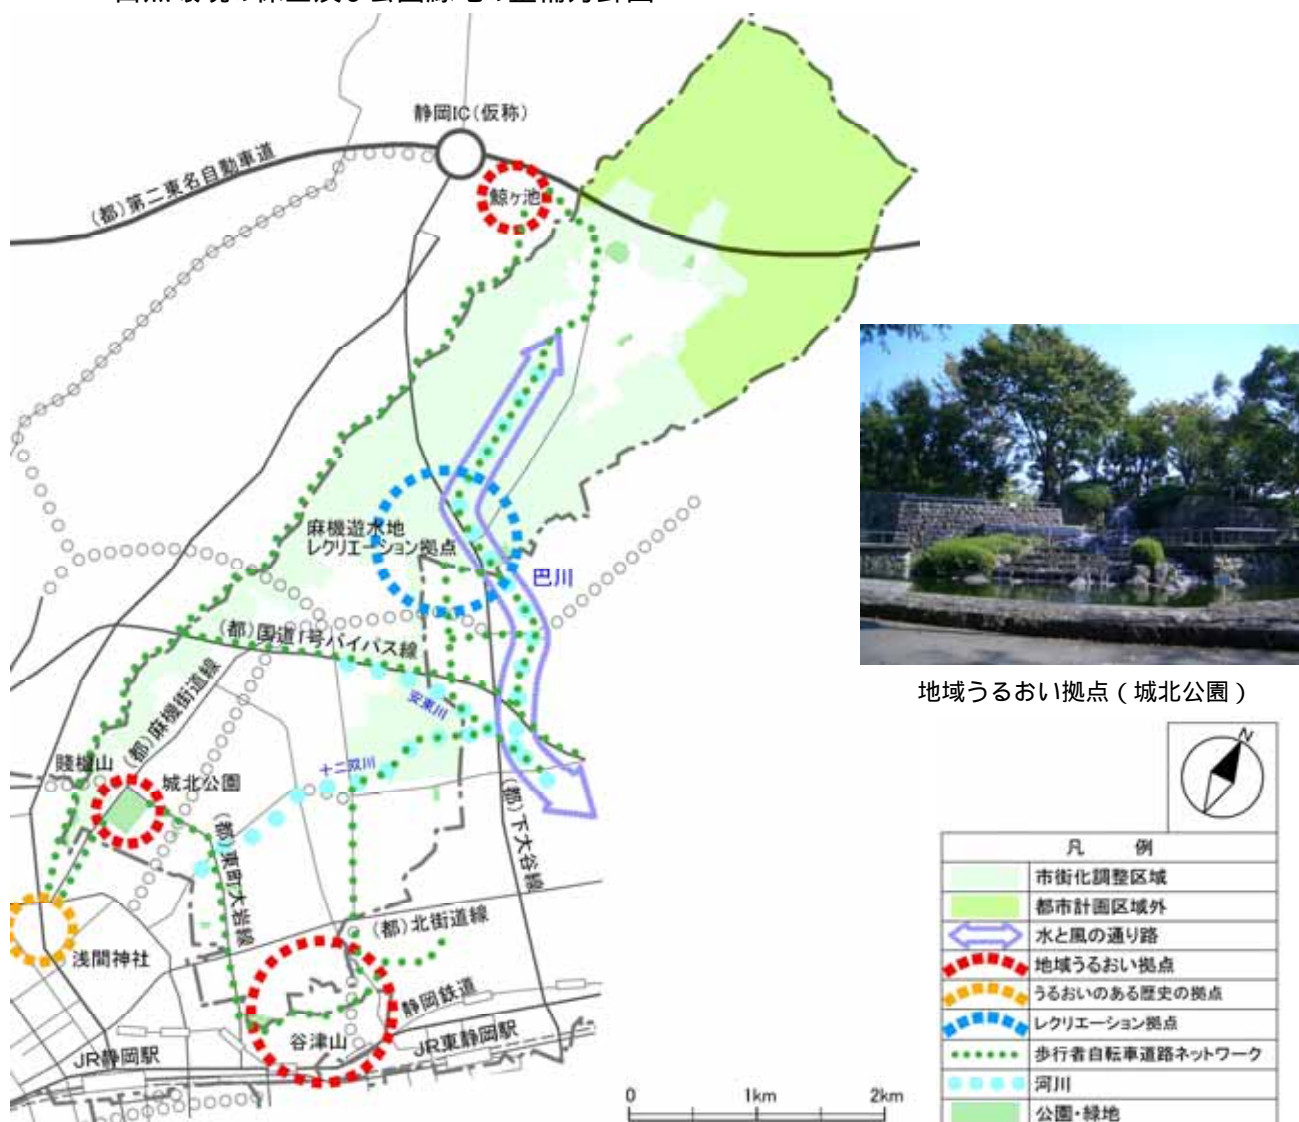 静岡IC(仮称)
(都)第二東名自動車道
鯨ヶ池
麻機遊水地
レクリエーション拠点
巴川
(都)国道1号バイパス線
(都)麻機街道線
安東川
賤機山
城北公園
十二双川
(都)東町大岩線
(都)下大谷線
(都)北街道線
浅間神社
静岡鉄道
谷津山
JR静岡駅
JR東静岡駅
地域うるおい拠点(城北公園)
N
凡 例
市街化調整区域
都市計画区域外
水と風の通り路
地域うるおい拠点
うるおいのある歴史の拠点
レクリエーション拠点
歩行者自転車道路ネットワーク
河川
公園・緑地
0 1km 2km